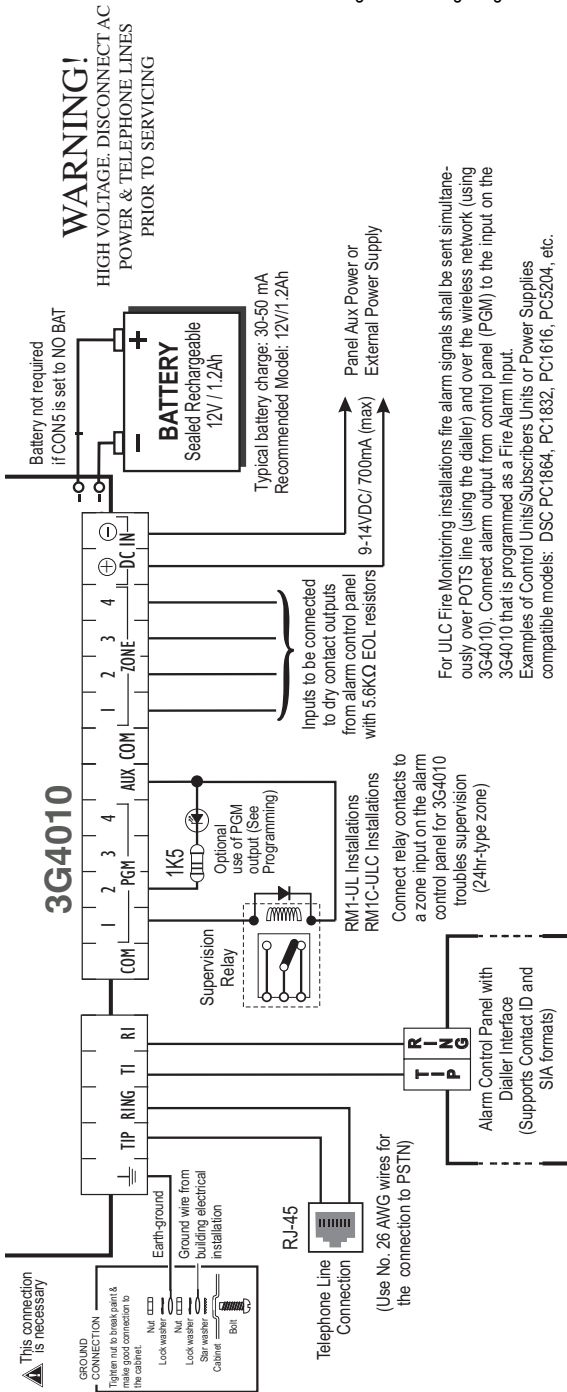 WARNING!
HIGH VOLTAGE. DISCONNECT AC
POWER & TELEPHONE LINES
PRIOR TO SERVICING
Battery not required
if CON5 is set to NO BAT
BATTERY
Sealed Rechargeable
12V / 1.2Ah
Typical battery charge: 30-50 mA
Recommended Model: 12V/1.2Ah
Panel Aux Power or
External Power Supply
9-14VDC/ 700mA (max)
3G4010
COM 1 2 3 4 AUX COM 1 2 3 4 + -
PGM ZONE DC IN
Inputs to be connected
to dry contact outputs
from alarm control panel
with 5.6KΩ EOL resistors
1K5
Optional
use of PGM
output (See
Programming)
Supervision
Relay
RM1-UL Installations
RM1C-ULC Installations
Connect relay contacts to
a zone input on the alarm
control panel for 3G4010
troubles supervision
(24hr-type zone)
For ULC Fire Monitoring installations fire alarm signals shall be sent simultane-
ously over POTS line (using the dialler) and over the wireless network (using
3G4010). Connect alarm output from control panel (PGM) to the input on the
3G4010 that is programmed as a Fire Alarm Input.
Examples of Control Units/Subscribers Units or Power Supplies
compatible models: DSC PC1864, PC1832, PC1616, PC5204, etc.
TIP RING TI RI
This connection
is necessary
GROUND
CONNECTION
Tighten nut to break paint &
make good connection to
the cabinet.
Nut
Lock washer
Nut
Lock washer
Star washer
Cabinet
Bolt
Earth-ground
Ground wire from
building electrical
installation
RJ-45
Telephone Line
Connection
(Use No. 26 AWG wires for
the connection to PSTN)
TIP RING
Alarm Control Panel with
Dialler Interface
(Supports Contact ID and
SIA formats)